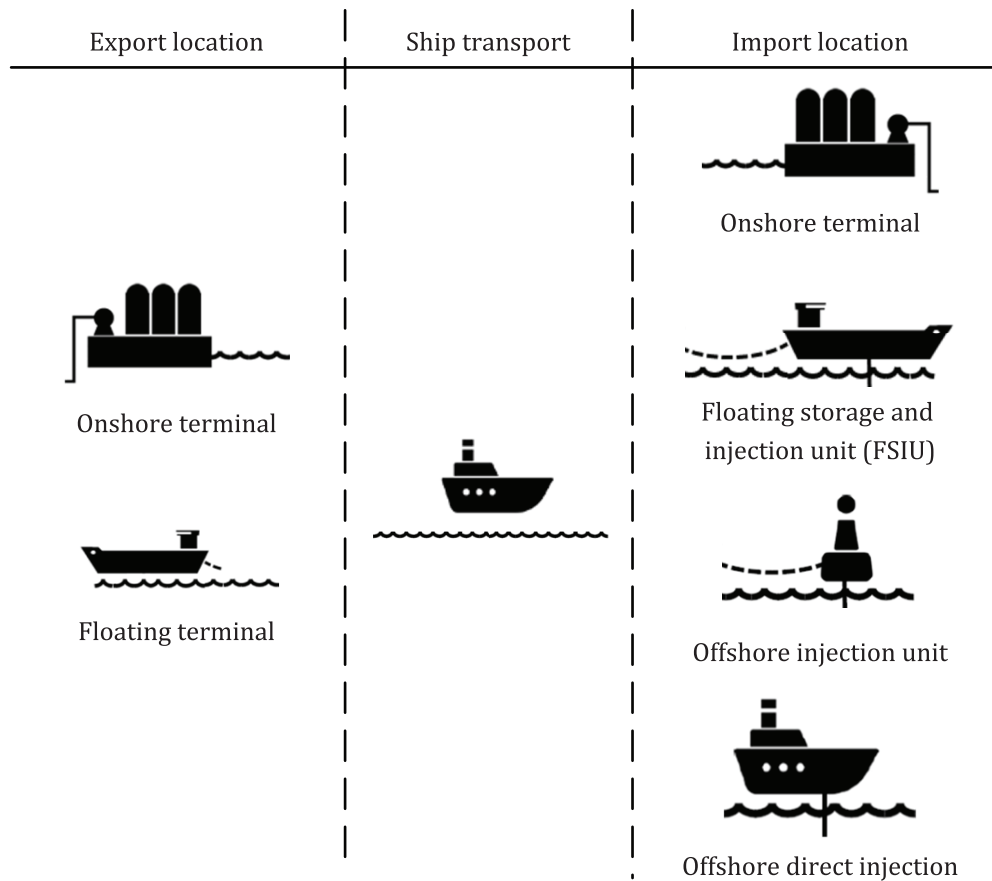 Export location
Ship transport
Import location
Onshore terminal
Onshore terminal
Floating storage and
injection unit (FSIU)
Floating terminal
Offshore injection unit
Offshore direct injection